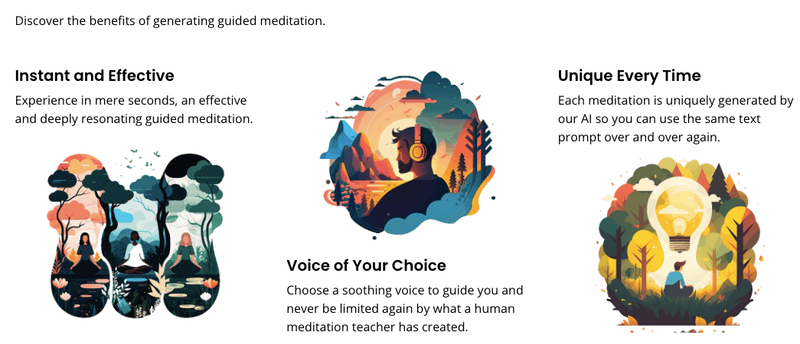 Discover the benefits of generating guided meditation.
Instant and Effective
Experience in mere seconds, an effective
and deeply resonating guided meditation.
Voice of Your Choice
Choose a soothing voice to guide you and
never be limited again by what a human
meditation teacher has created.
Unique Every Time
Each meditation is uniquely generated by
our AI so you can use the same text
prompt over and over again.